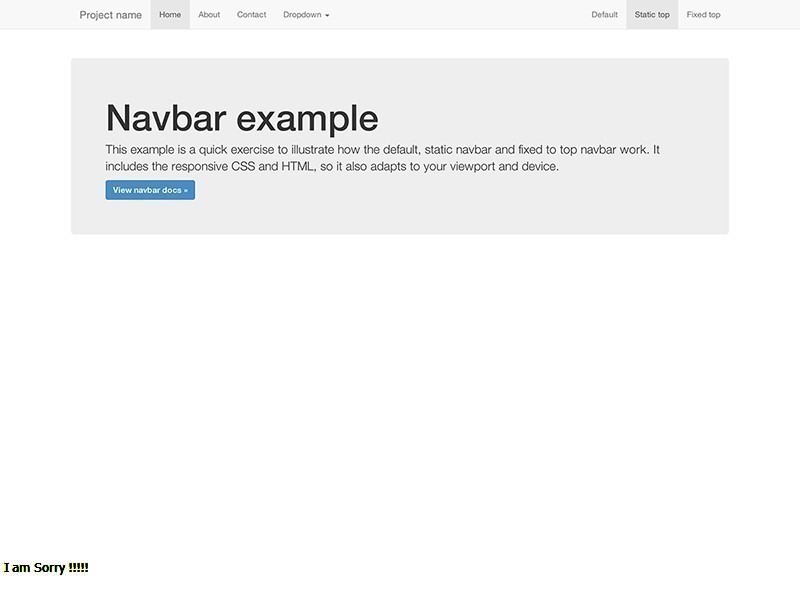 Project name Home About Contact Dropdown Default Static top Fixed top
Navbar example
This example is a quick exercise to illustrate how the default, static navbar and fixed to top navbar work. It
includes the responsive CSS and HTML, so it also adapts to your viewport and device.
View navbar docs »
I am Sorry !!!!!